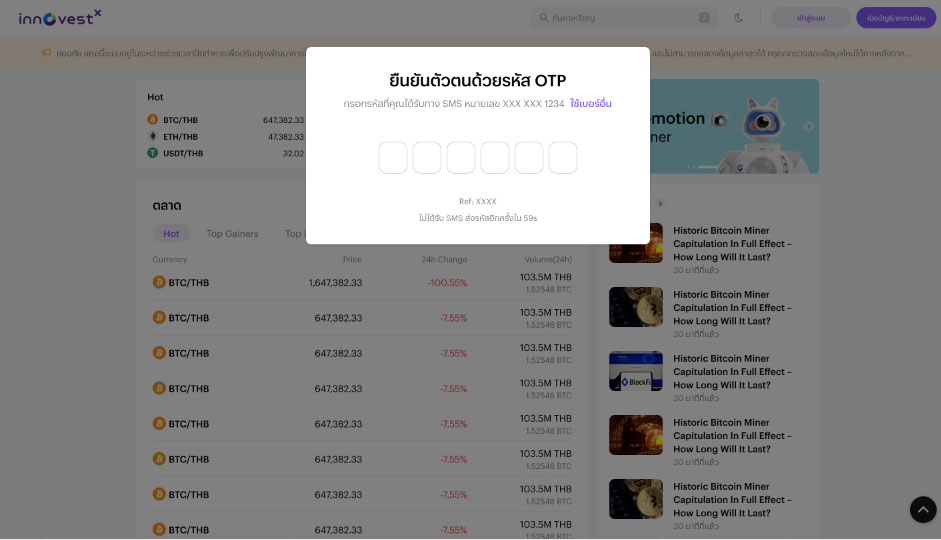 innovestX
ค้นหาเหรียญ
/
เข้าสู่ระบบ
เปิดบัญชี/ลงทะเบียน
ขออภัย ขณะนี้ระบบอยู่ในระหว่างช่วงเวลาปิดทำการเพื่อปรับปรุงพัฒนาการ
และไม่สามารถแสดงข้อมูลล่าสุดได้ กรุณาตรวจสอบข้อมูลใหม่ได้ภายหลังจาก...
ยืนยันตัวตนด้วยรหัส OTP
กรอกรหัสที่คุณได้รับทาง SMS หมายเลข XXX XXX 1234 ใช้เบอร์อื่น
Ref: XXXX
ไม่ได้รับ SMS ส่งรหัสอีกครั้งใน 59s
Hot
BTC/THB 647,382.33
ETH/THB 47,382.33
USDT/THB 32.02
ตลาด
Hot Top Gainers Top
Currency Price 24h Change Volume(24h)
BTC/THB 1,647,382.33 -100.55% 103.5M THB
1.52548 BTC
BTC/THB 647,382.33 -7.55% 103.5M THB
1.52548 BTC
BTC/THB 647,382.33 -7.55% 103.5M THB
1.52548 BTC
BTC/THB 647,382.33 -7.55% 103.5M THB
1.52548 BTC
BTC/THB 647,382.33 -7.55% 103.5M THB
1.52548 BTC
BTC/THB 647,382.33 -7.55% 103.5M THB
1.52548 BTC
BTC/THB 647,382.33 -7.55% 103.5M THB
1.52548 BTC
BTC/THB 647,382.33 -7.55% 103.5M THB
1.52548 BTC
motion
ner
Historic Bitcoin Miner
Capitulation In Full Effect –
How Long Will It Last?
30 นาทีที่แล้ว
Historic Bitcoin Miner
Capitulation In Full Effect –
How Long Will It Last?
30 นาทีที่แล้ว
BlockFi
Historic Bitcoin Miner
Capitulation In Full Effect –
How Long Will It Last?
30 นาทีที่แล้ว
Historic Bitcoin Miner
Capitulation In Full Effect –
How Long Will It Last?
30 นาทีที่แล้ว
Historic Bitcoin Miner
Capitulation In Full Effect –
How Long Will It Last?
30 นาทีที่แล้ว